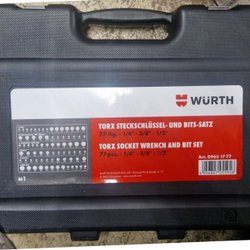 WÜRTH
TORX STECKSCHLÜSSEL- UND BITS-SATZ
77-tlg. - 1/4" - 3/8" - 1/2"
TORX SOCKET WRENCH AND BIT SET
77 pcs. - 1/4" - 3/8" - 1/2"
Art. 0965 17 77